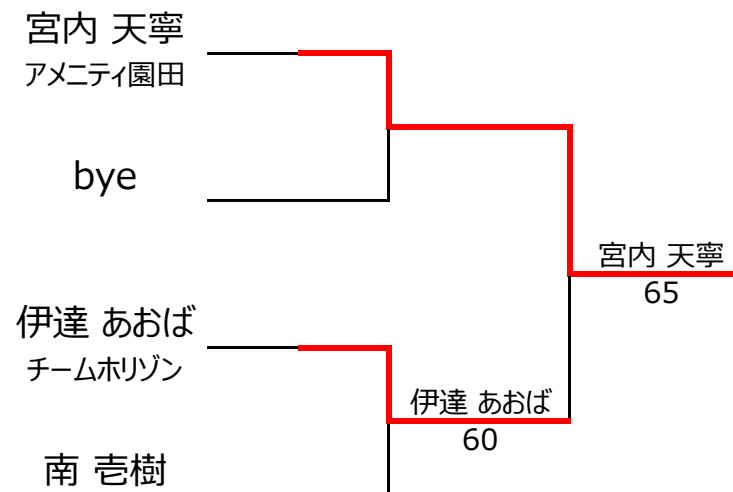 宮内 天寧
アメニティ園田
bye
宮内 天寧
65
伊達 あおば
チームホリゾン
伊達 あおば
60
南 壱樹